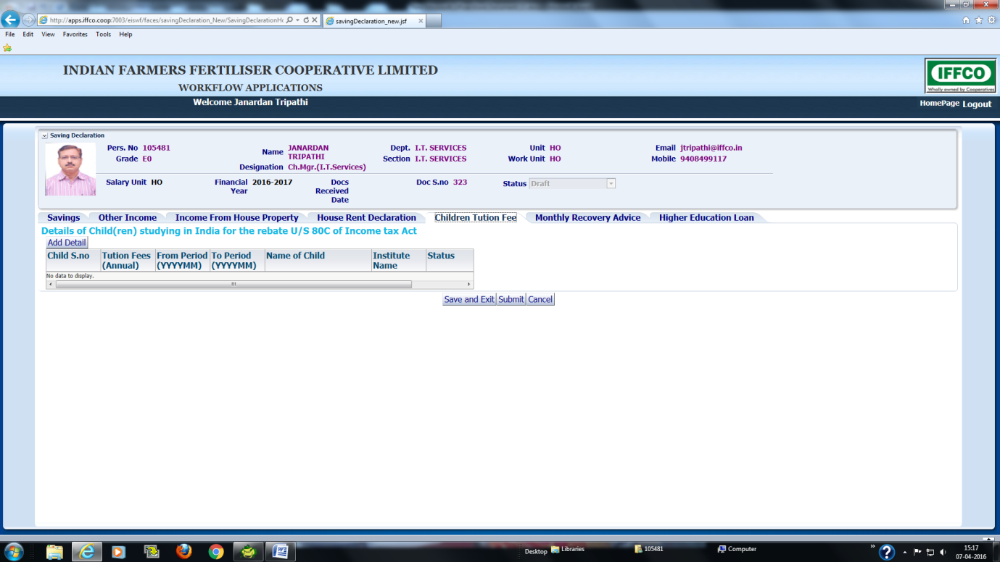 http://apps.iffco.coop:7003/eiswf/faces/savingDeclaration_New/SavingDeclarationHo
savingDeclaration_new.jsf
File Edit View Favorites Tools Help
INDIAN FARMERS FERTILISER COOPERATIVE LIMITED
WORKFLOW APPLICATIONS
IFFCO
Wholly owned by Cooperatives
Welcome Janardan Tripathi
HomePage Logout
Saving Declaration
Pers. No 105481 Name JANARDAN TRIPATHI Dept. I.T. SERVICES Unit HO Email jtripathi@iffco.in
Grade E0 Designation Ch.Mgr.(I.T.Services) Section I.T. SERVICES Work Unit HO Mobile 9408499117
Salary Unit HO Financial Year 2016-2017 Docs Received Date Doc S.no 323 Status Draft
Savings Other Income Income From House Property House Rent Declaration Children Tution Fee Monthly Recovery Advice Higher Education Loan
Details of Child(ren) studying in India for the rebate U/S 80C of Income tax Act
Add Detail
Child S.no Tution Fees (Annual) From Period (YYYYMM) To Period (YYYYMM) Name of Child Institute Name Status
No data to display.
Save and Exit Submit Cancel
Desktop Libraries 105481 Computer
15:17
07-04-2016